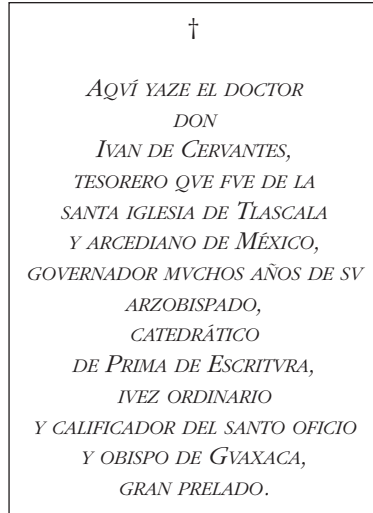 †
Aqví yaze el doctor
don
Ivan de Cervantes,
tesorero qve fve de la
santa iglesia de Tlascala
y arcediano de México,
governador mvchos años de sv
arzobispado,
catedrático
de Prima de Escritvra,
ivez ordinario
y calificador del santo oficio
y obispo de Gvaxaca,
gran prelado.